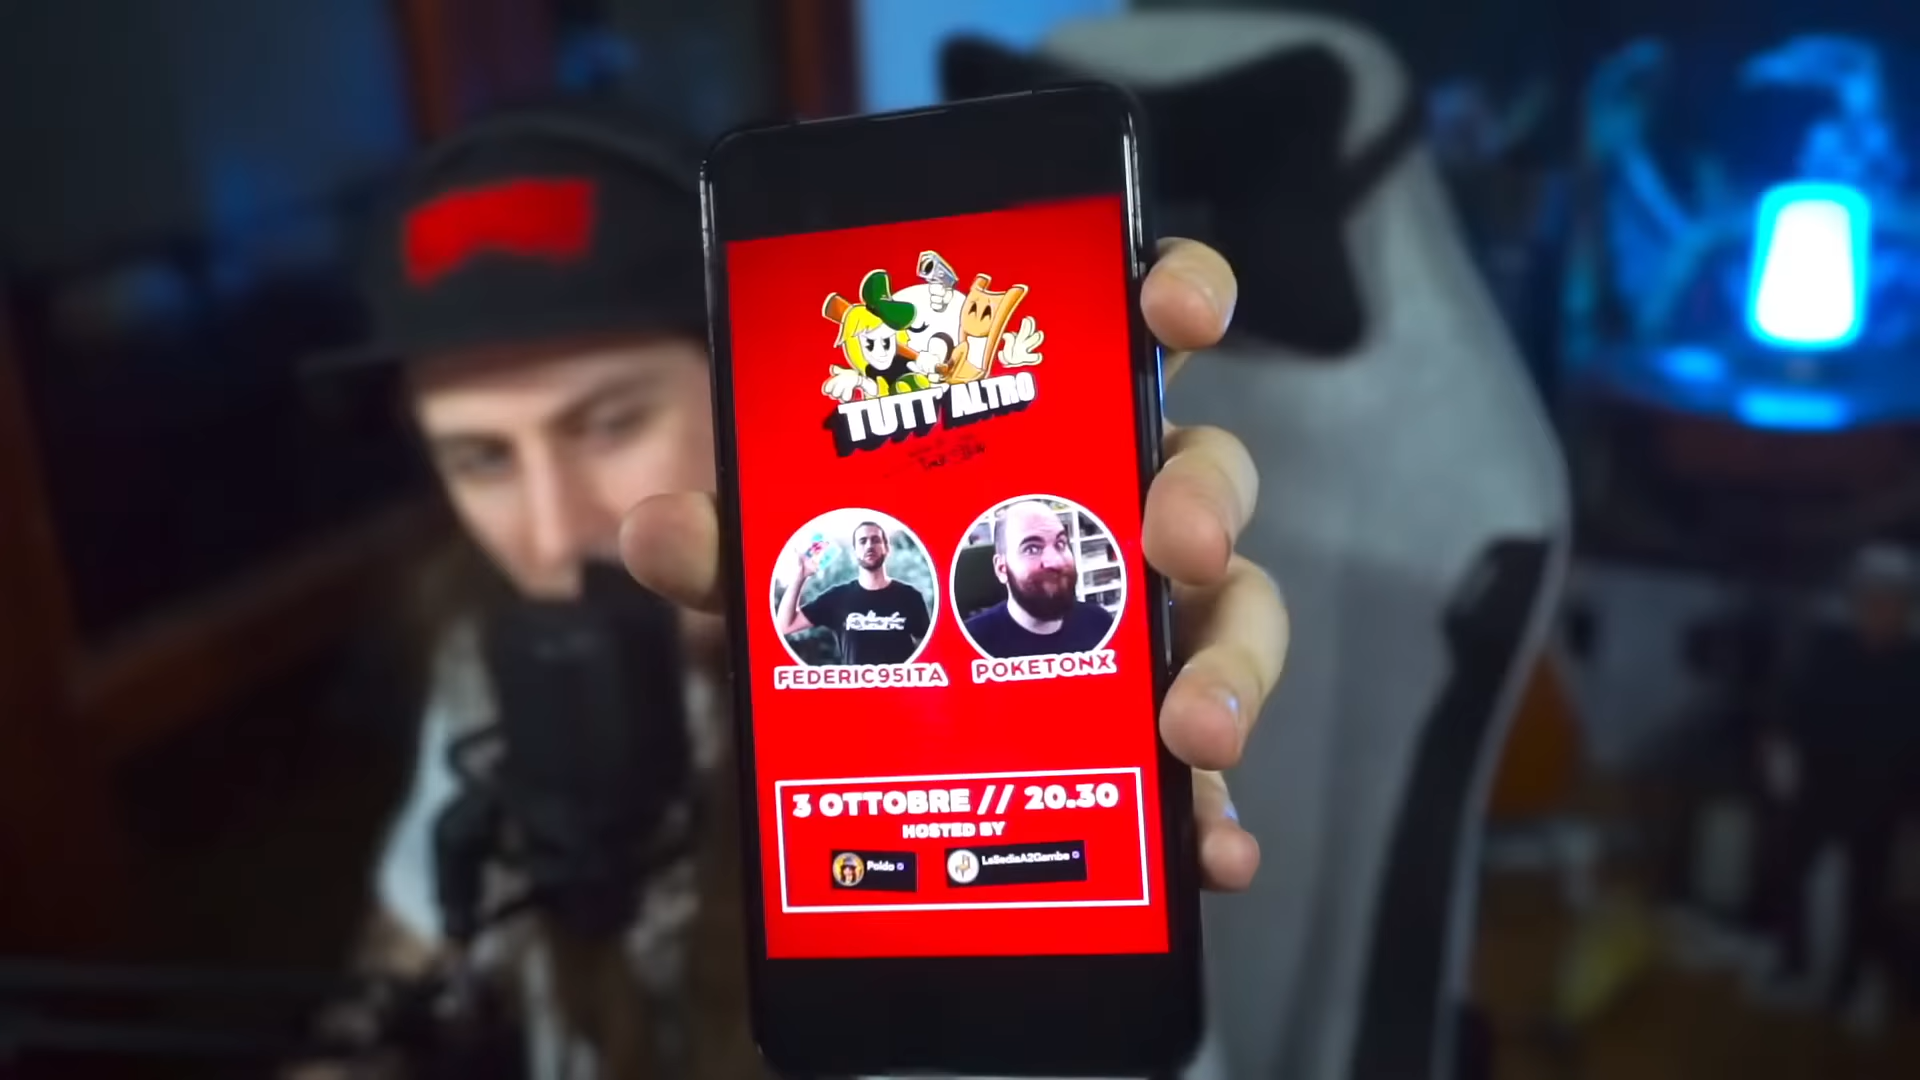 TUTT'ALTRO
FEDERIC95ITA
POKETONX
3 OTTOBRE // 20.30
HOSTED BY
Poldo
LaSediaA2Gambe